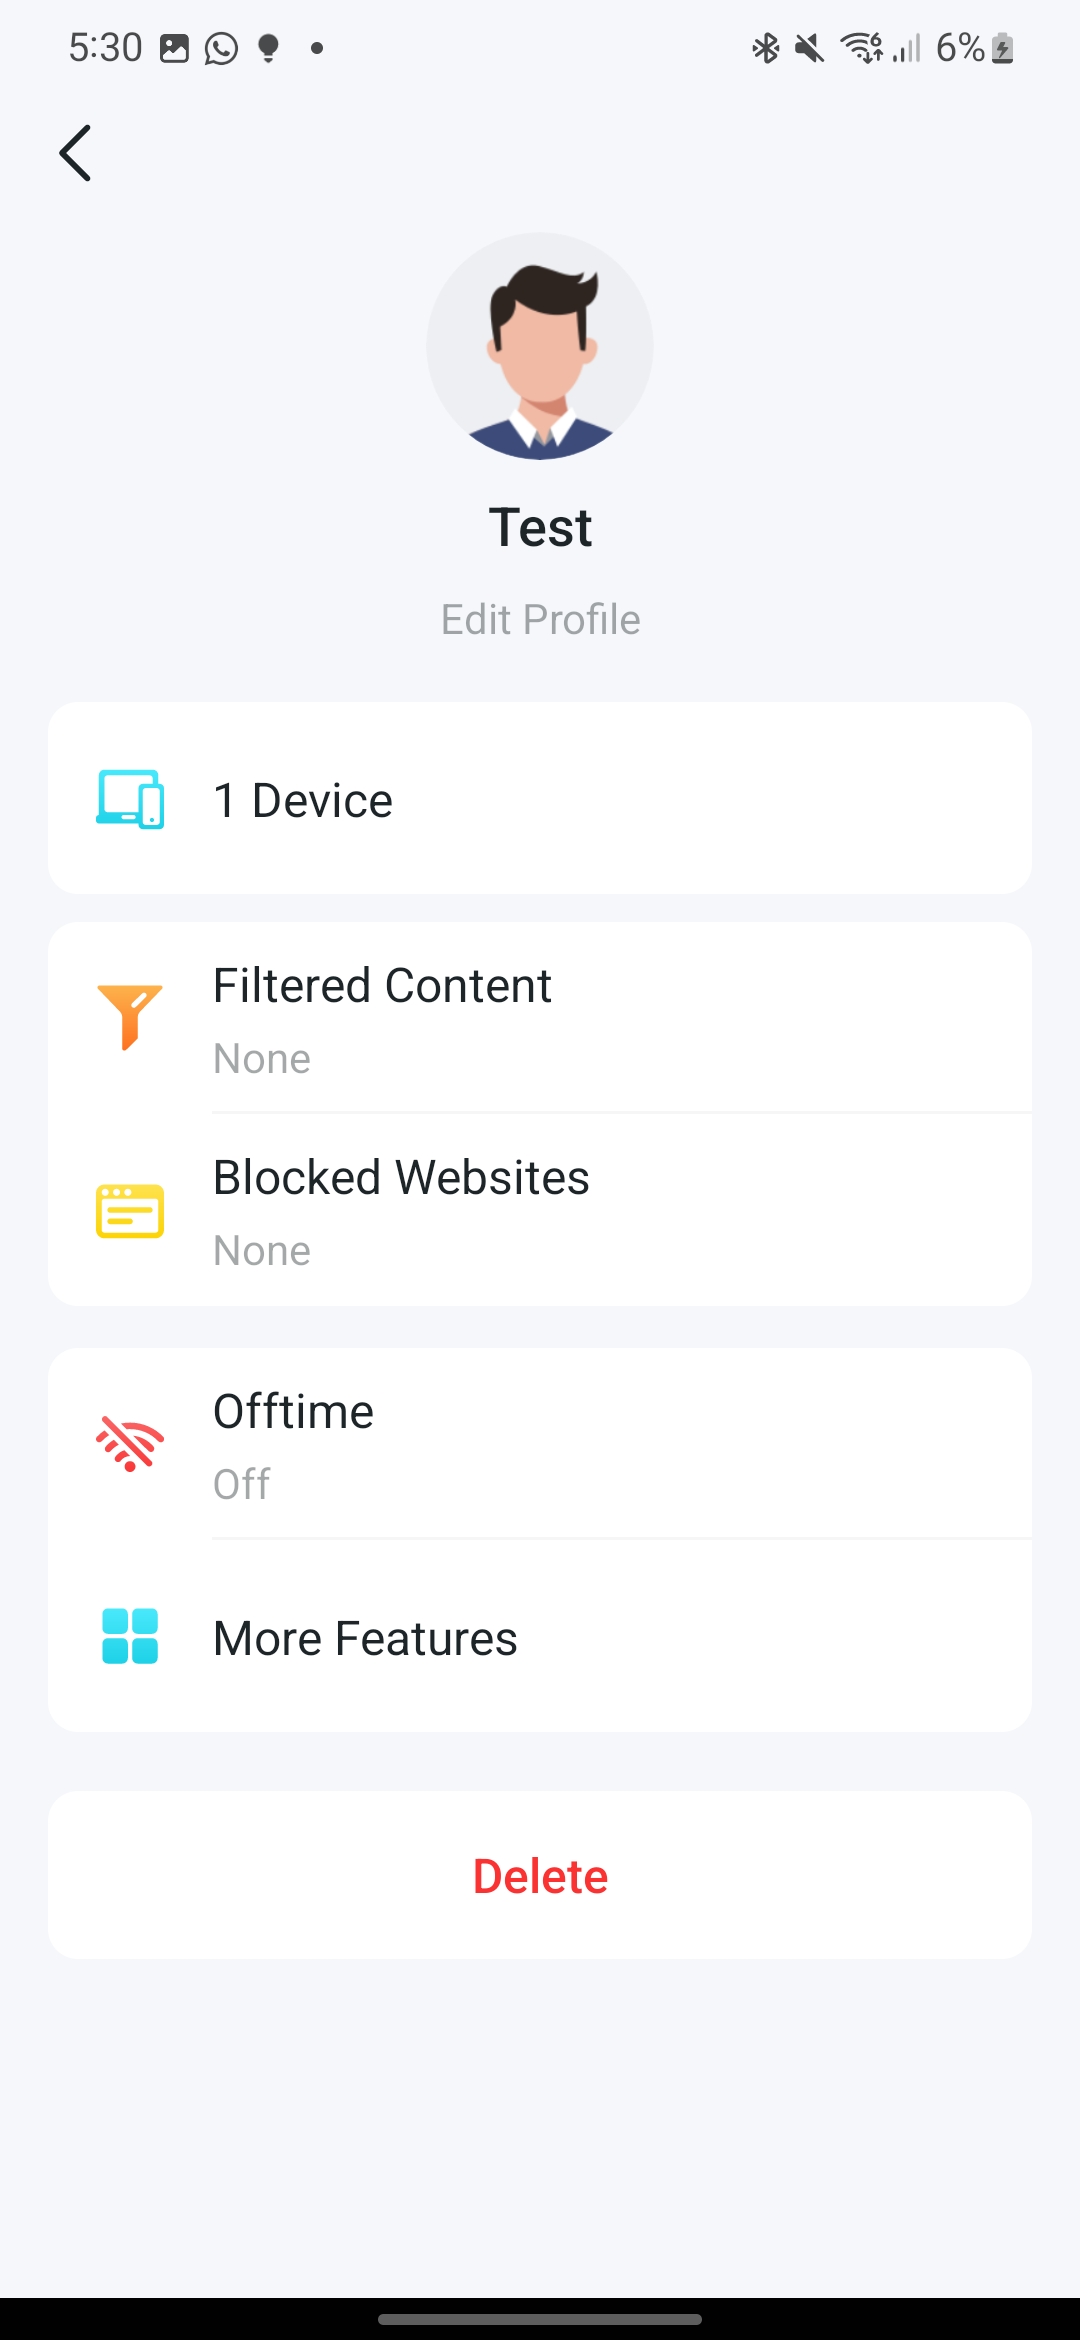 5:30
6%
Test
Edit Profile
1 Device
Filtered Content
None
Blocked Websites
None
Offtime
Off
More Features
Delete